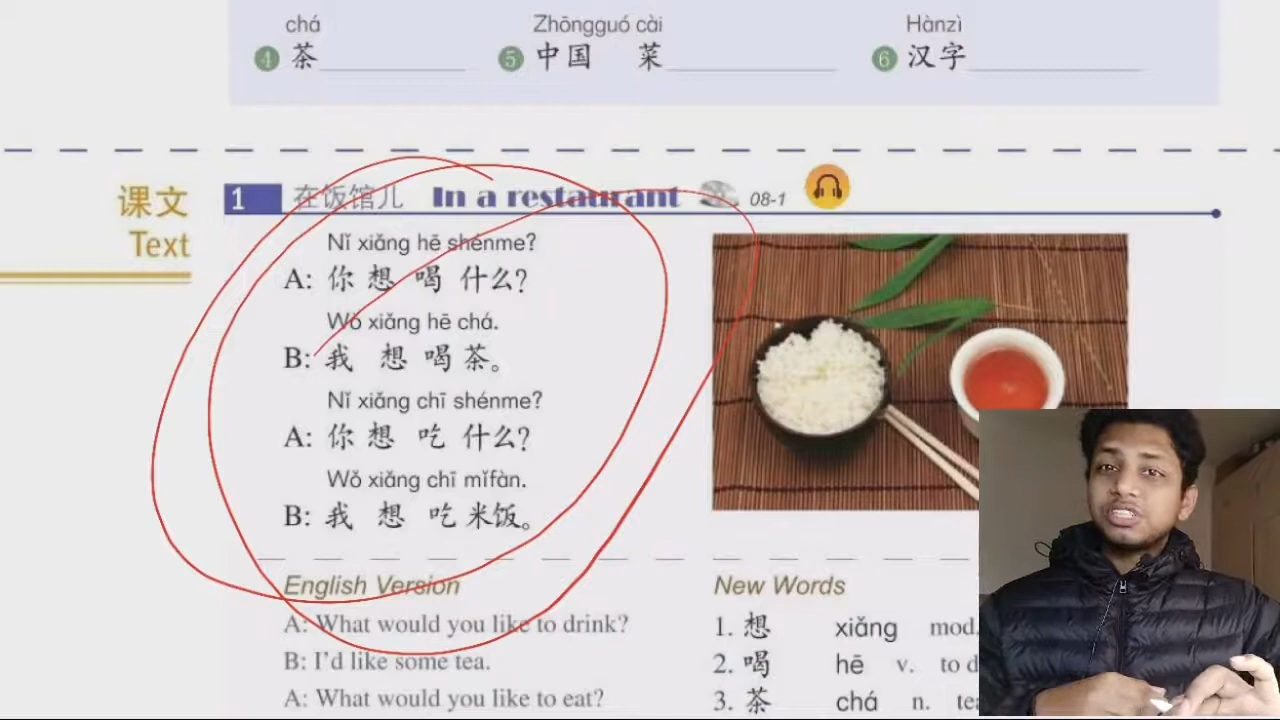 chá Zhōngguó cài Hànzì
4 茶 5 中国 菜 6 汉字
课文
Text
1 在饭馆儿 In a restaurant 08-1
Nǐ xiǎng hē shénme?
A: 你 想 喝 什么?
Wǒ xiǎng hē chá.
B: 我 想 喝 茶。
Nǐ xiǎng chī shénme?
A: 你 想 吃 什么?
Wǒ xiǎng chī mǐfàn.
B: 我 想 吃 米饭。
English Version
A: What would you like to drink?
B: I'd like some tea.
A: What would you like to eat?
New Words
1. 想 xiǎng mod.
2. 喝 hē v. to
3. 茶 chá n.